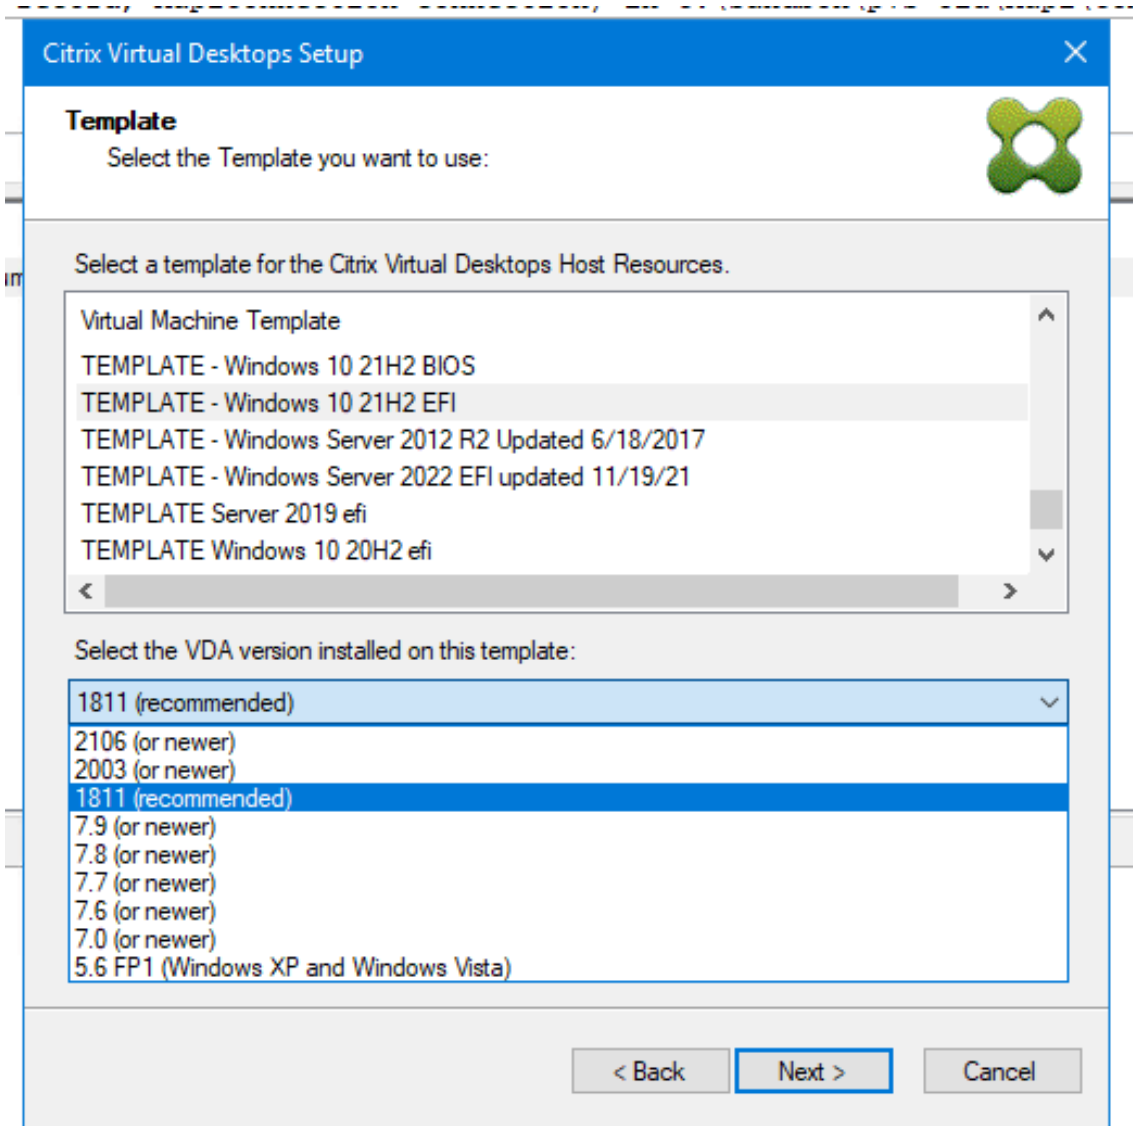 Citrix Virtual Desktops Setup
Template
Select the Template you want to use:
Select a template for the Citrix Virtual Desktops Host Resources.
Virtual Machine Template
TEMPLATE - Windows 10 21H2 BIOS
TEMPLATE - Windows 10 21H2 EFI
TEMPLATE - Windows Server 2012 R2 Updated 6/18/2017
TEMPLATE - Windows Server 2022 EFI updated 11/19/21
TEMPLATE Server 2019 efi
TEMPLATE Windows 10 20H2 efi
Select the VDA version installed on this template:
1811 (recommended)
2106 (or newer)
2003 (or newer)
1811 (recommended)
7.9 (or newer)
7.8 (or newer)
7.7 (or newer)
7.6 (or newer)
7.0 (or newer)
5.6 FP1 (Windows XP and Windows Vista)
< Back Next > Cancel